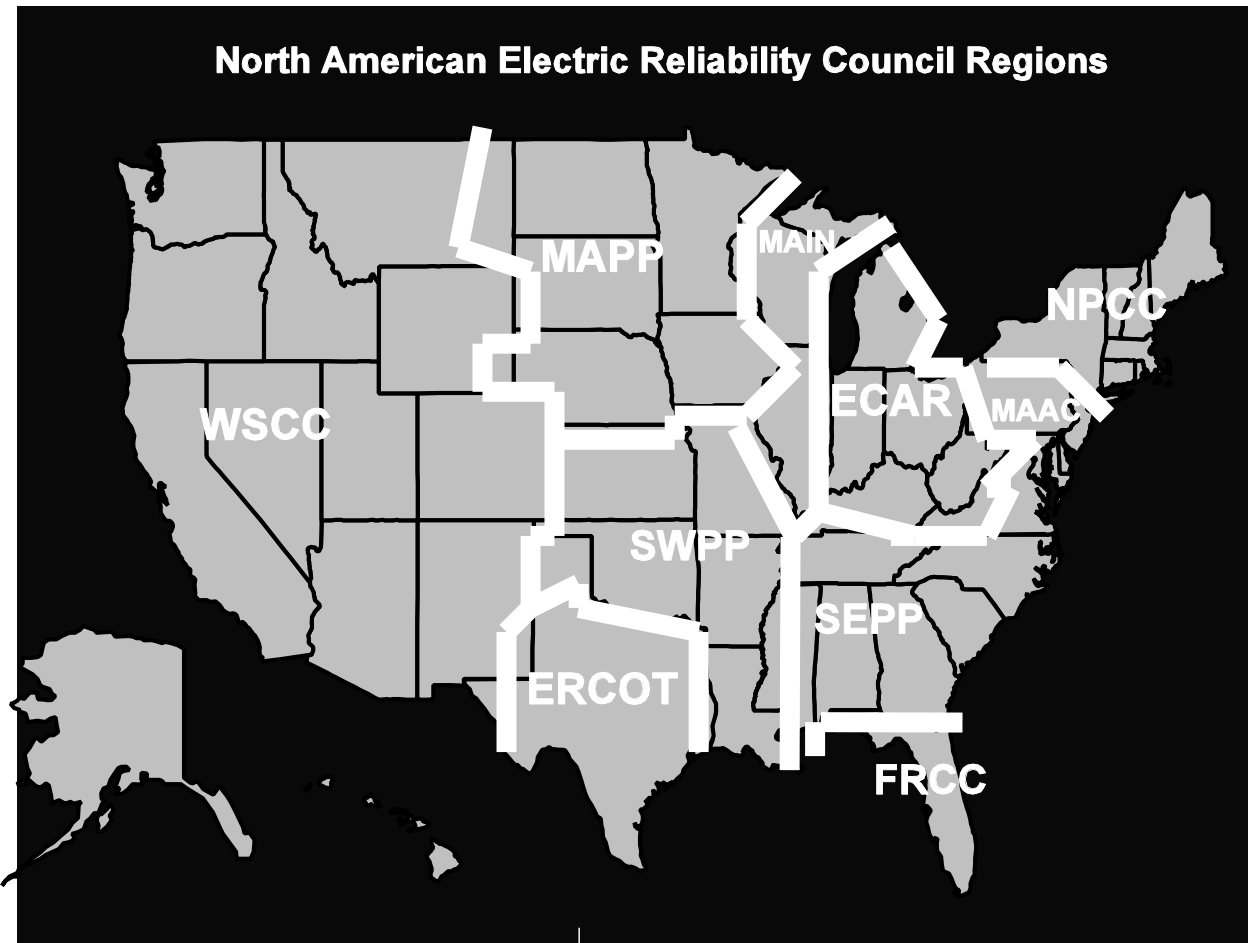 North American Electric Reliability Council Regions
MAPP
MAIN
NPCC
WSCC
ECAR
MAAC
SWPP
SEPP
ERCOT
FRCC